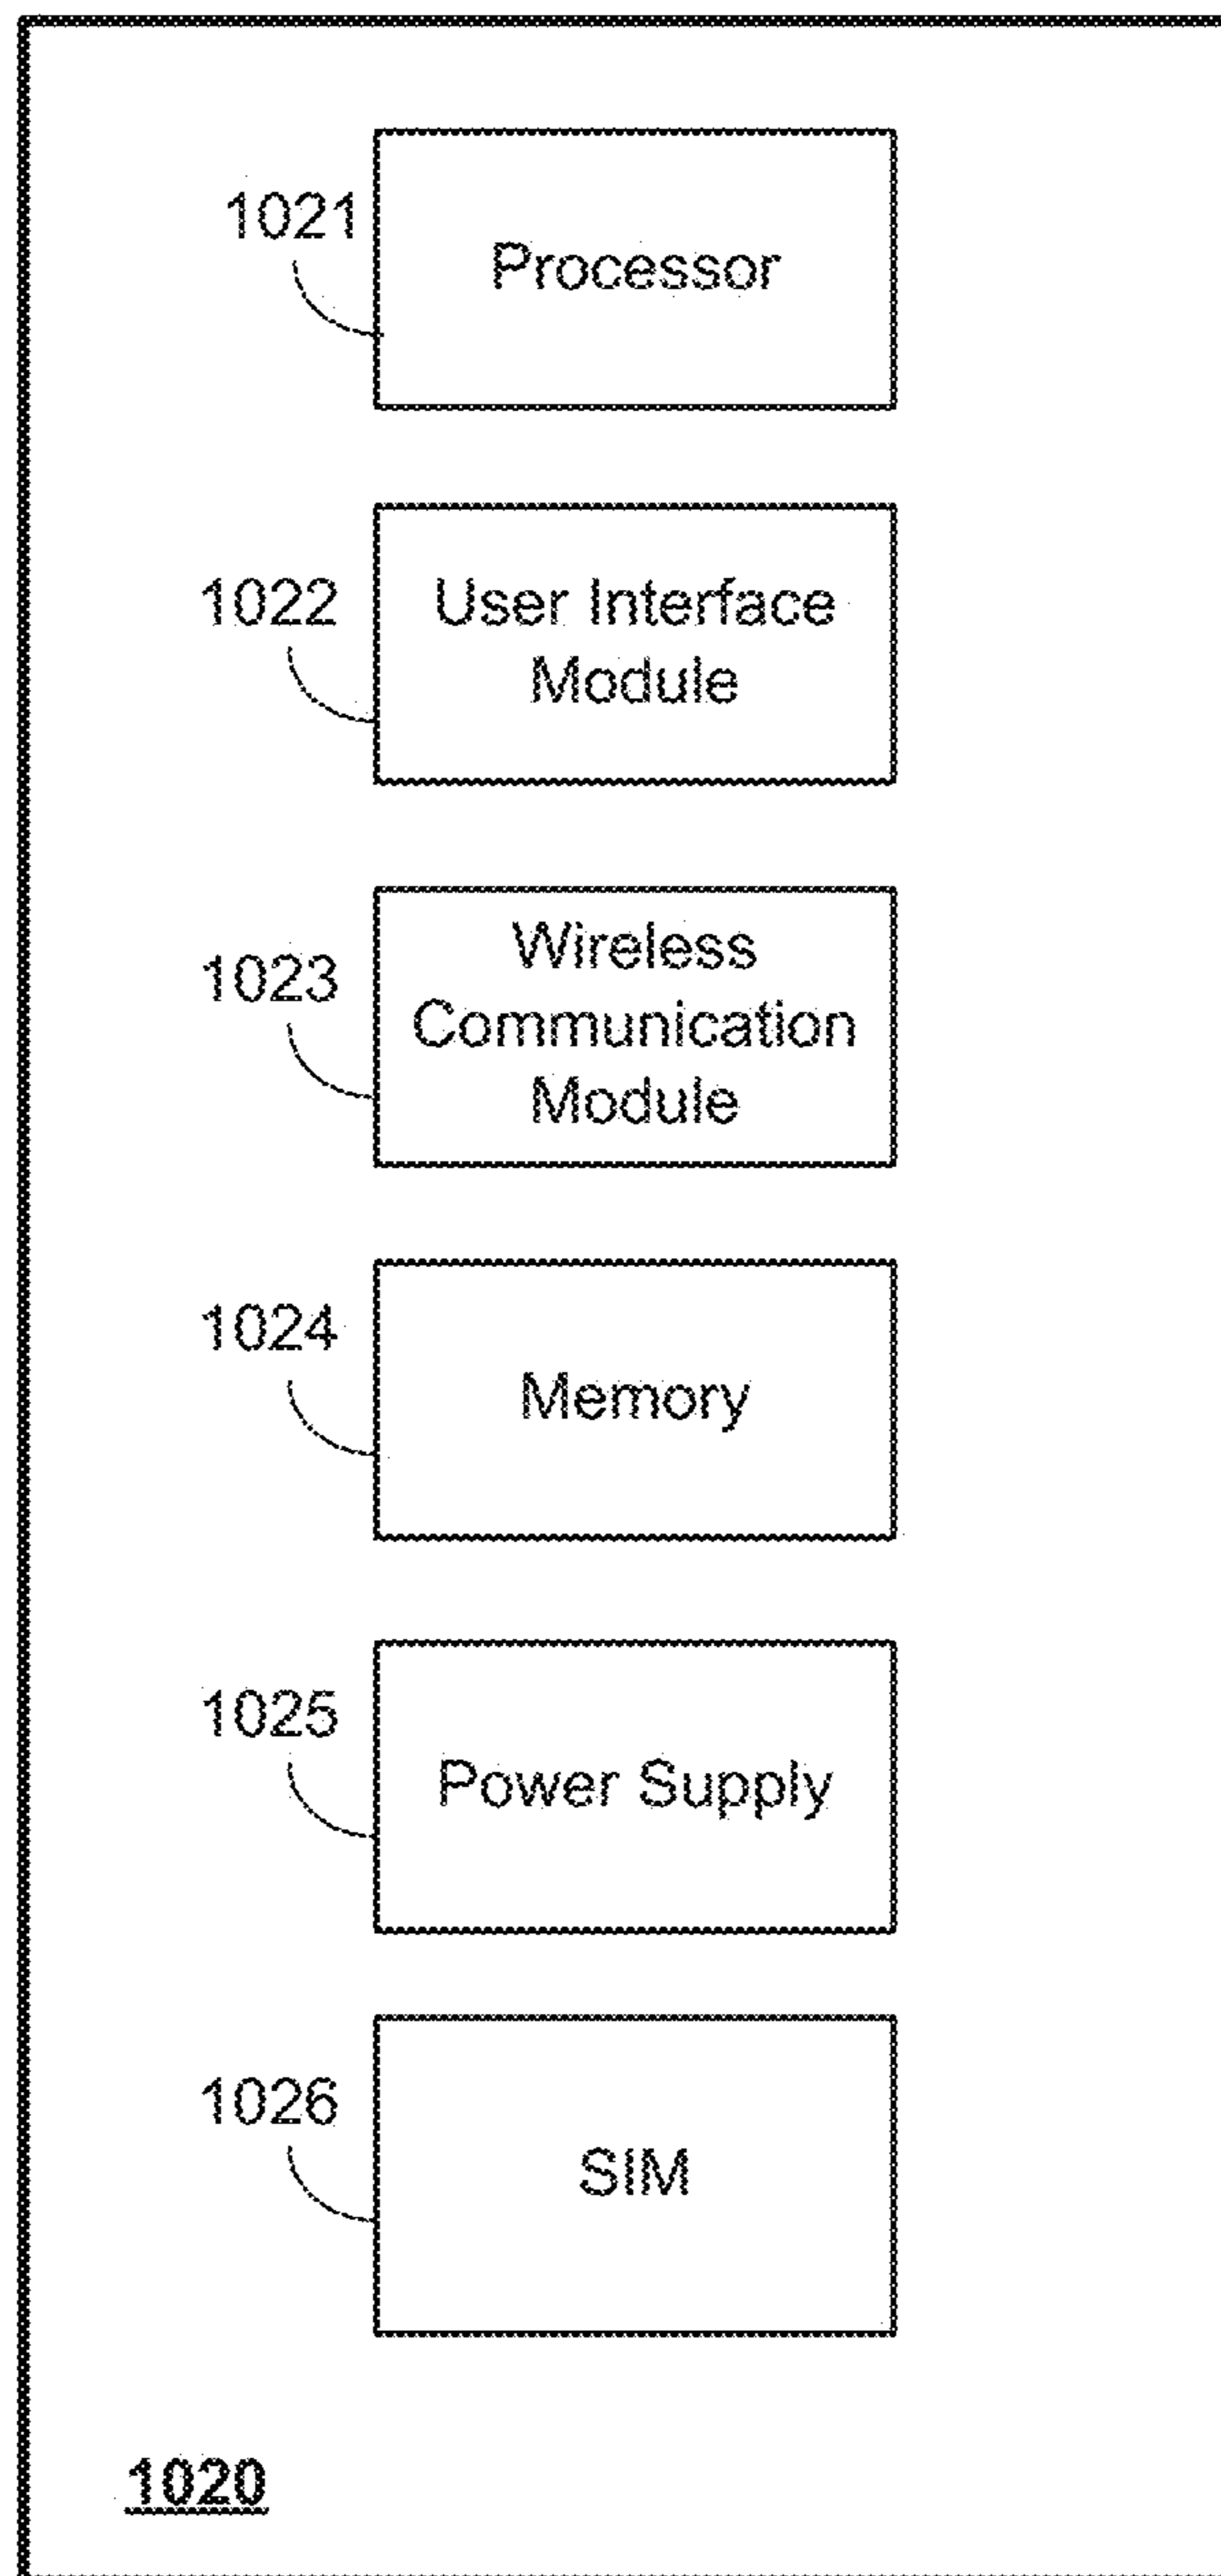 1021
Processor
1022
User Interface
Module
1023
Wireless
Communication
Module
1024
Memory
1025
Power Supply
1026
SIM
1020